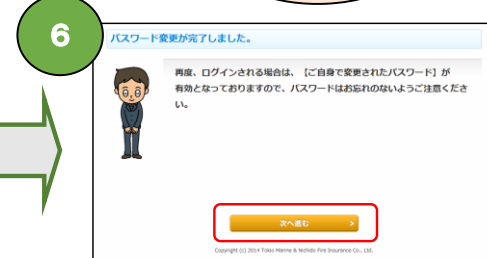 6
パスワード変更が完了しました。
再度、ログインされる場合は、【ご自身で変更されたパスワード】が
有効となっておりますので、パスワードはお忘れのないようご注意くださ
い。
次へ進む >
Copyright (c) 2014 Tokio Marine & Nichido Fire Insurance Co., Ltd.